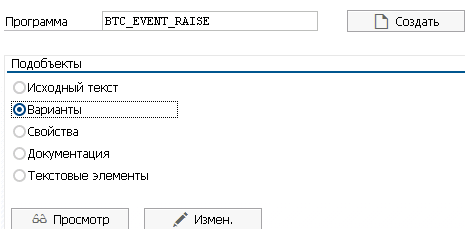 Программа BTC_EVENT_RAISE Создать
Подобъекты
Исходный текст
Варианты
Свойства
Документация
Текстовые элементы
Просмотр Измен.